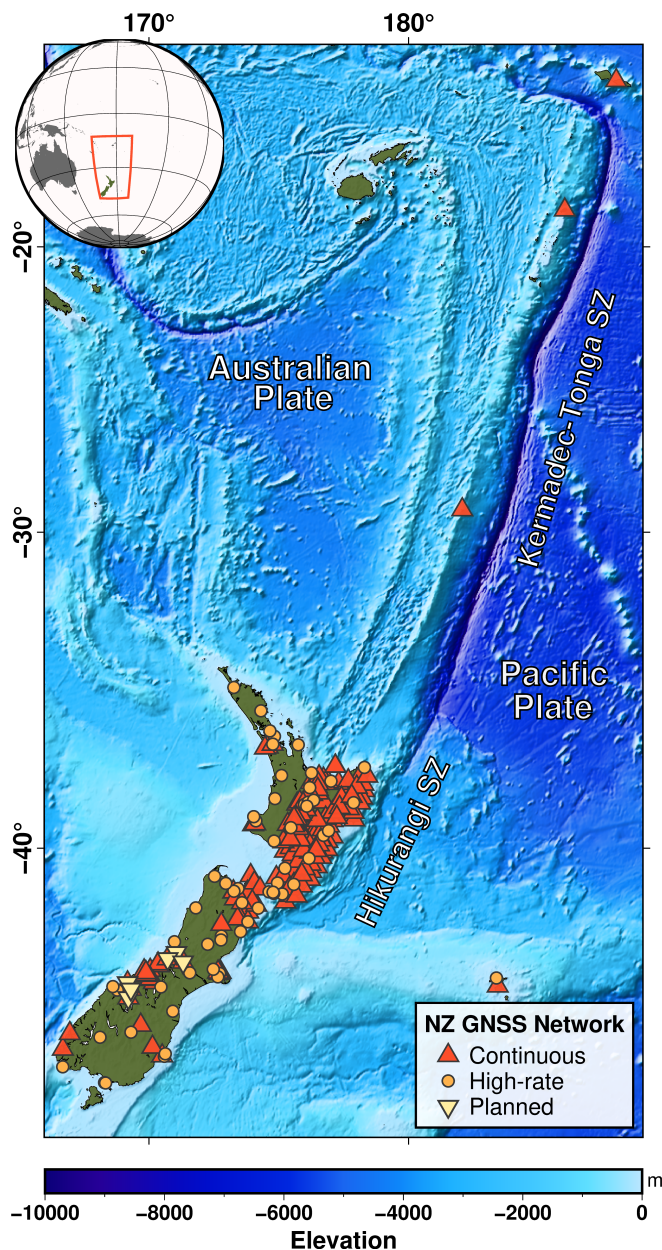 170°
180°
−20°
Australian
Plate
Kermadec-Tonga SZ
−30°
Pacific
Plate
Hikurangi SZ
−40°
NZ GNSS Network
Continuous
High-rate
Planned
m
−10000
−8000
−6000
−4000
−2000
0
Elevation